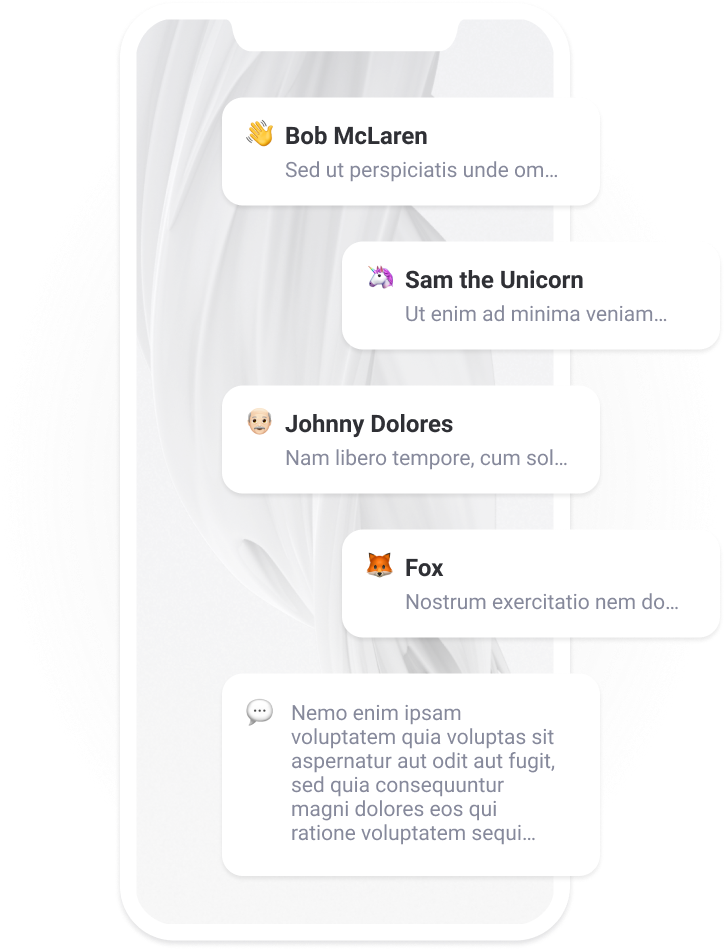 Bob McLaren
Sed ut perspiciatis unde om...
Sam the Unicorn
Ut enim ad minima veniam...
Johnny Dolores
Nam libero tempore, cum sol...
Fox
Nostrum exercitatio nem do...
Nemo enim ipsam
voluptatem quia voluptas sit
aspernatur aut odit aut fugit,
sed quia consequuntur
magni dolores eos qui
ratione voluptatem sequi...